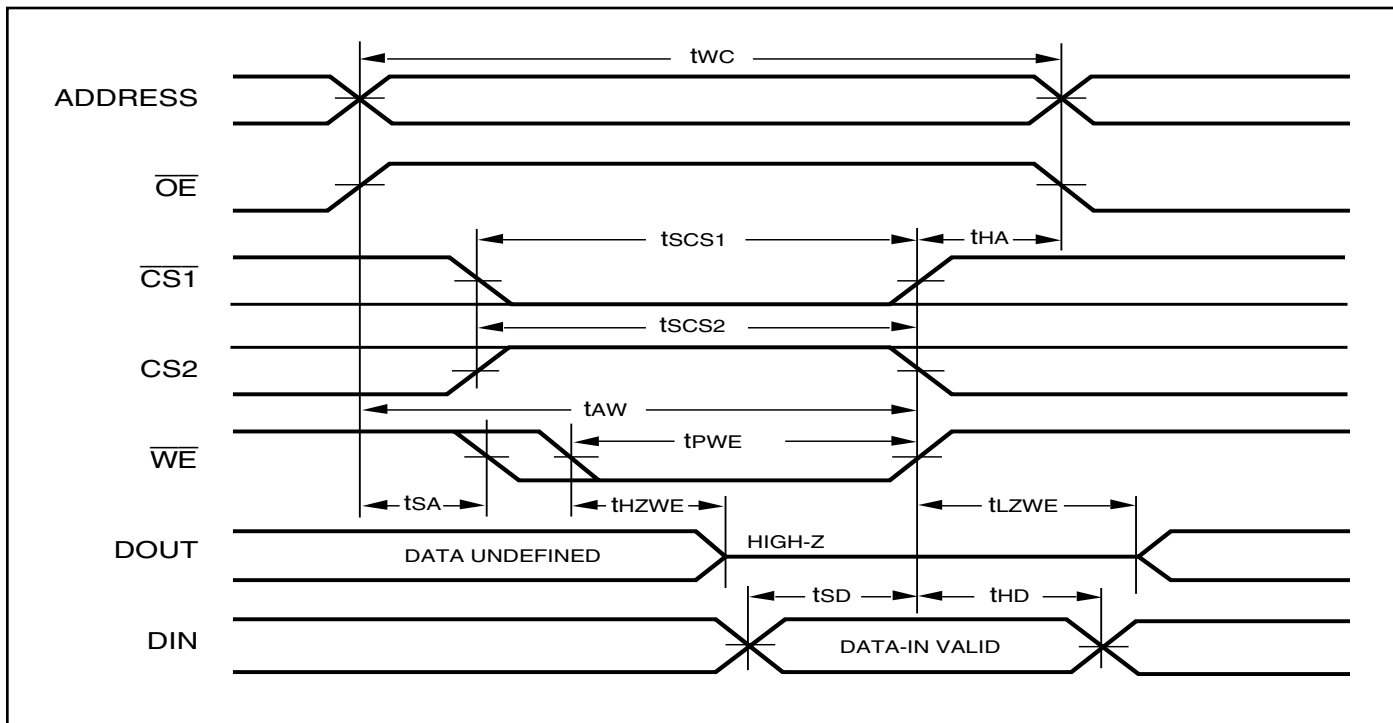 tWC
ADDRESS
OE
tSCS1 tHA
CS1
tSCS2
CS2
tAW
WE tPWE
tSA tHZWE tLZWE
DOUT DATA UNDEFINED HIGH-Z
tSD tHD
DIN DATA-IN VALID